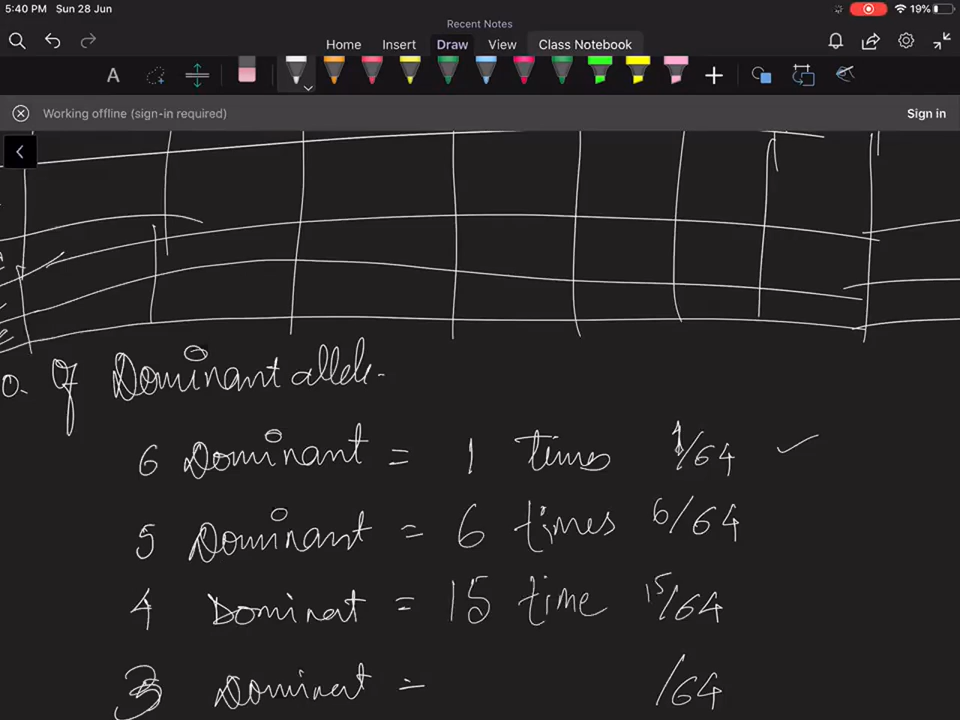 5:40 PM Sun 28 Jun
19%
Recent Notes
Home Insert Draw View Class Notebook
A
Working offline (sign-in required)
Sign in
o. of Dominant allele.
6 Dominant = 1 times 1/64 ✓
5 Dominant = 6 times 6/64
4 Dominat = 15 time 15/64
3 Dominant = /64